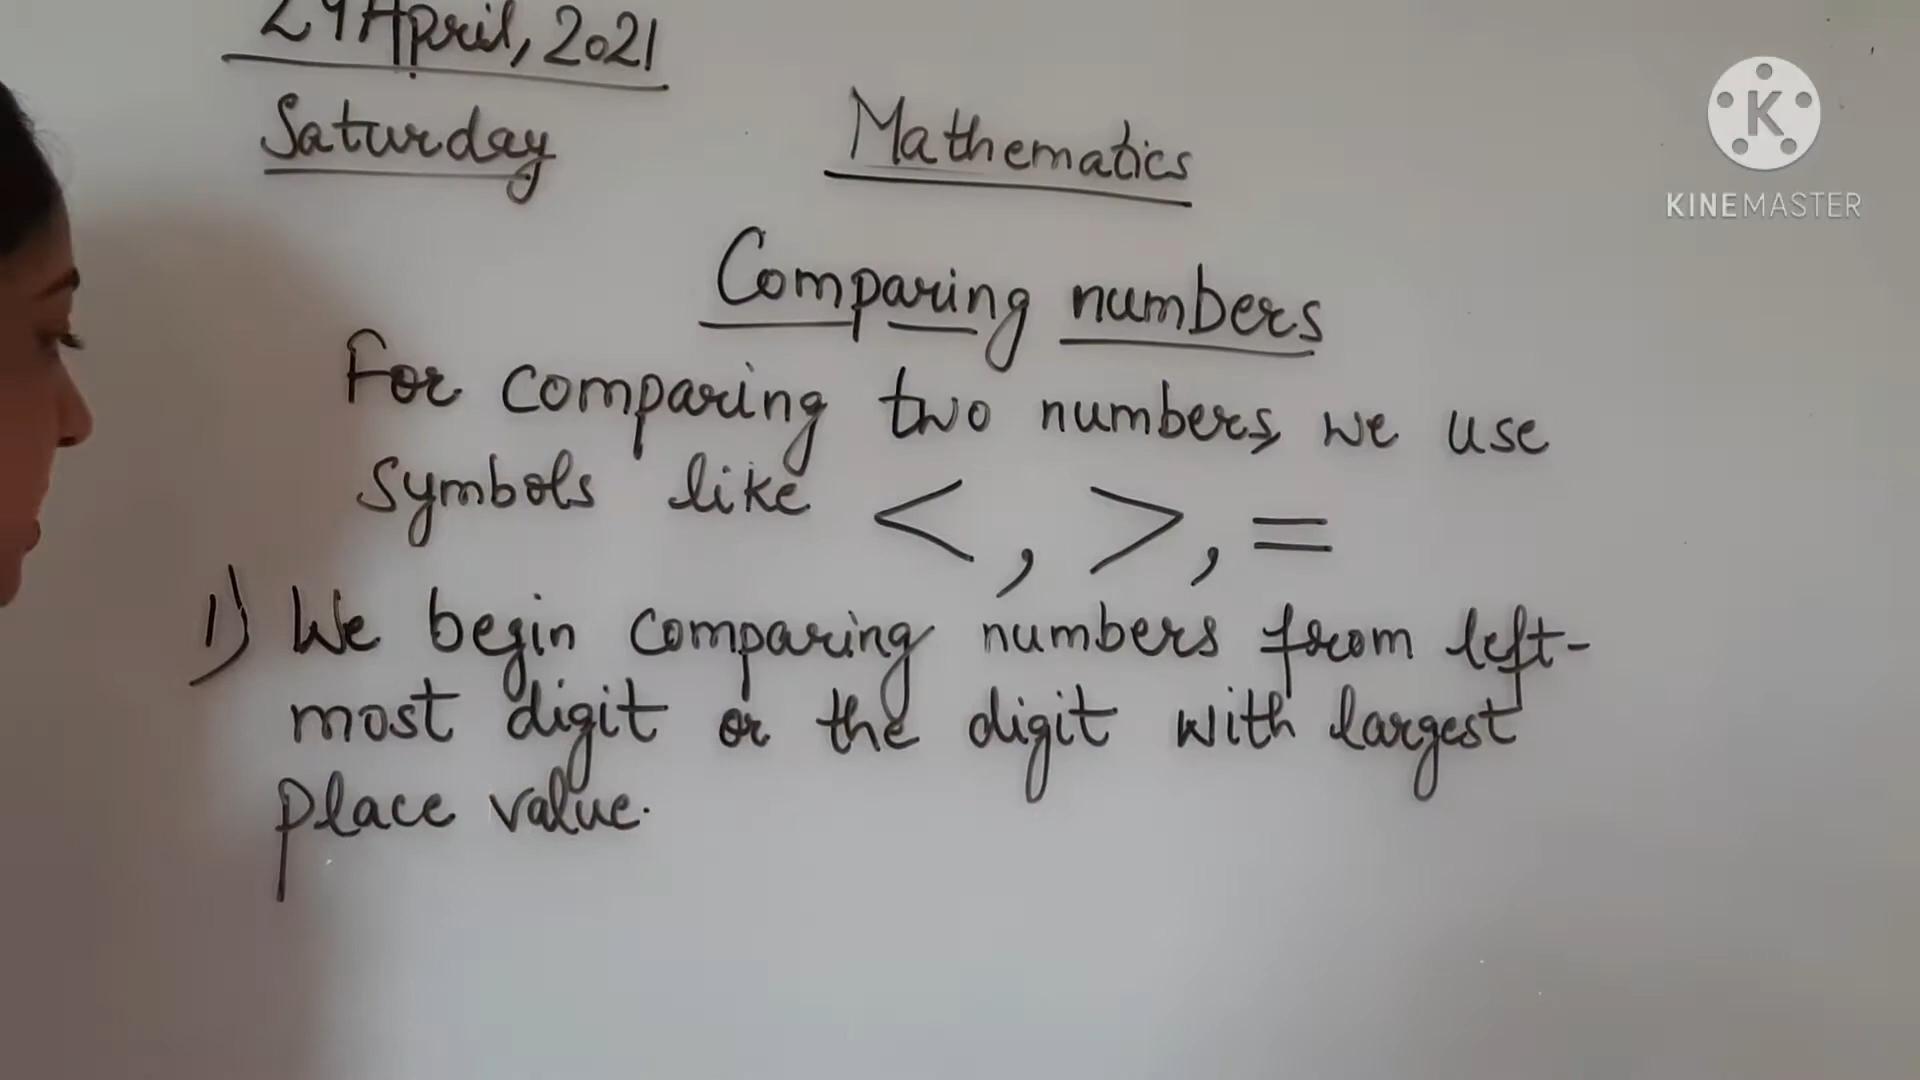 24 April, 2021
Saturday
Mathematics
Comparing numbers
For comparing two numbers, we use
symbols like <, >, =
1) We begin comparing numbers from left-
most digit or the digit with largest
place value.
K
KINEMASTER